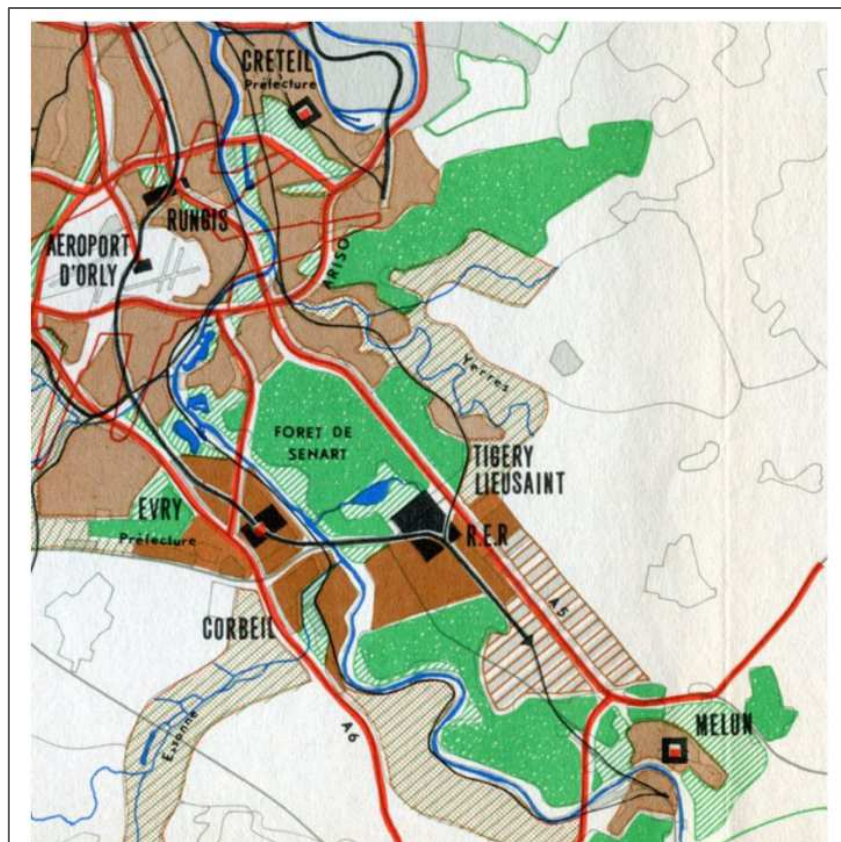 CRETEIL
Préfecture
RUNGIS
AEROPORT
D'ORLY
ARISO
Yerres
FORET DE
SENART
TIGERY
LIEUSAINT
EVRY
Préfecture
R.E.R
A5
CORBEIL
Essonne
A6
MELUN